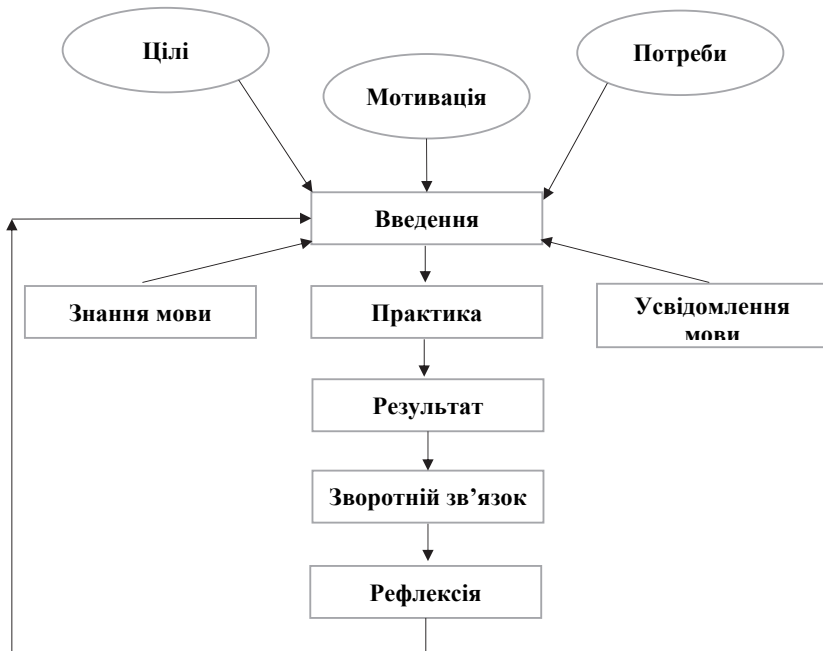 Цілі
Мотивація
Потреби
Введення
Знання мови
Практика
Усвідомлення
мови
Результат
Зворотній зв’язок
Рефлексія